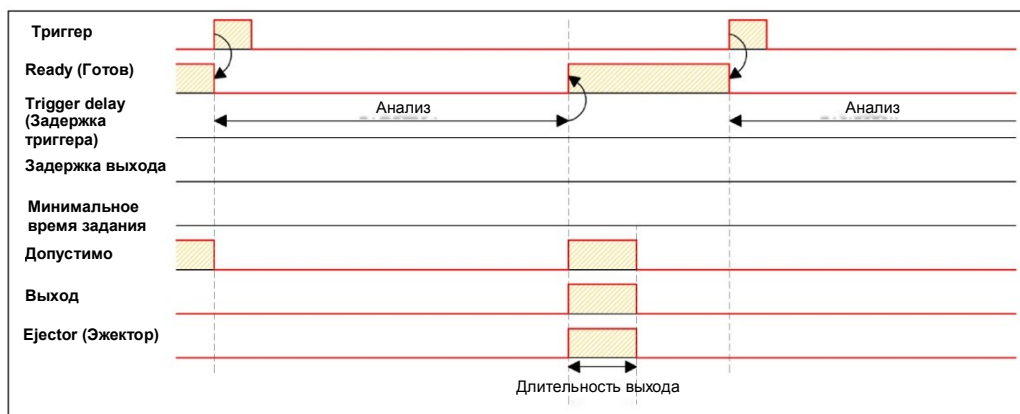 Триггер
Ready (Готов)
Trigger delay
(Задержка
триггера)
Анализ
Анализ
Задержка выхода
Минимальное
время задания
Допустимо
Выход
Ejector (Эжектор)
Длительность выхода